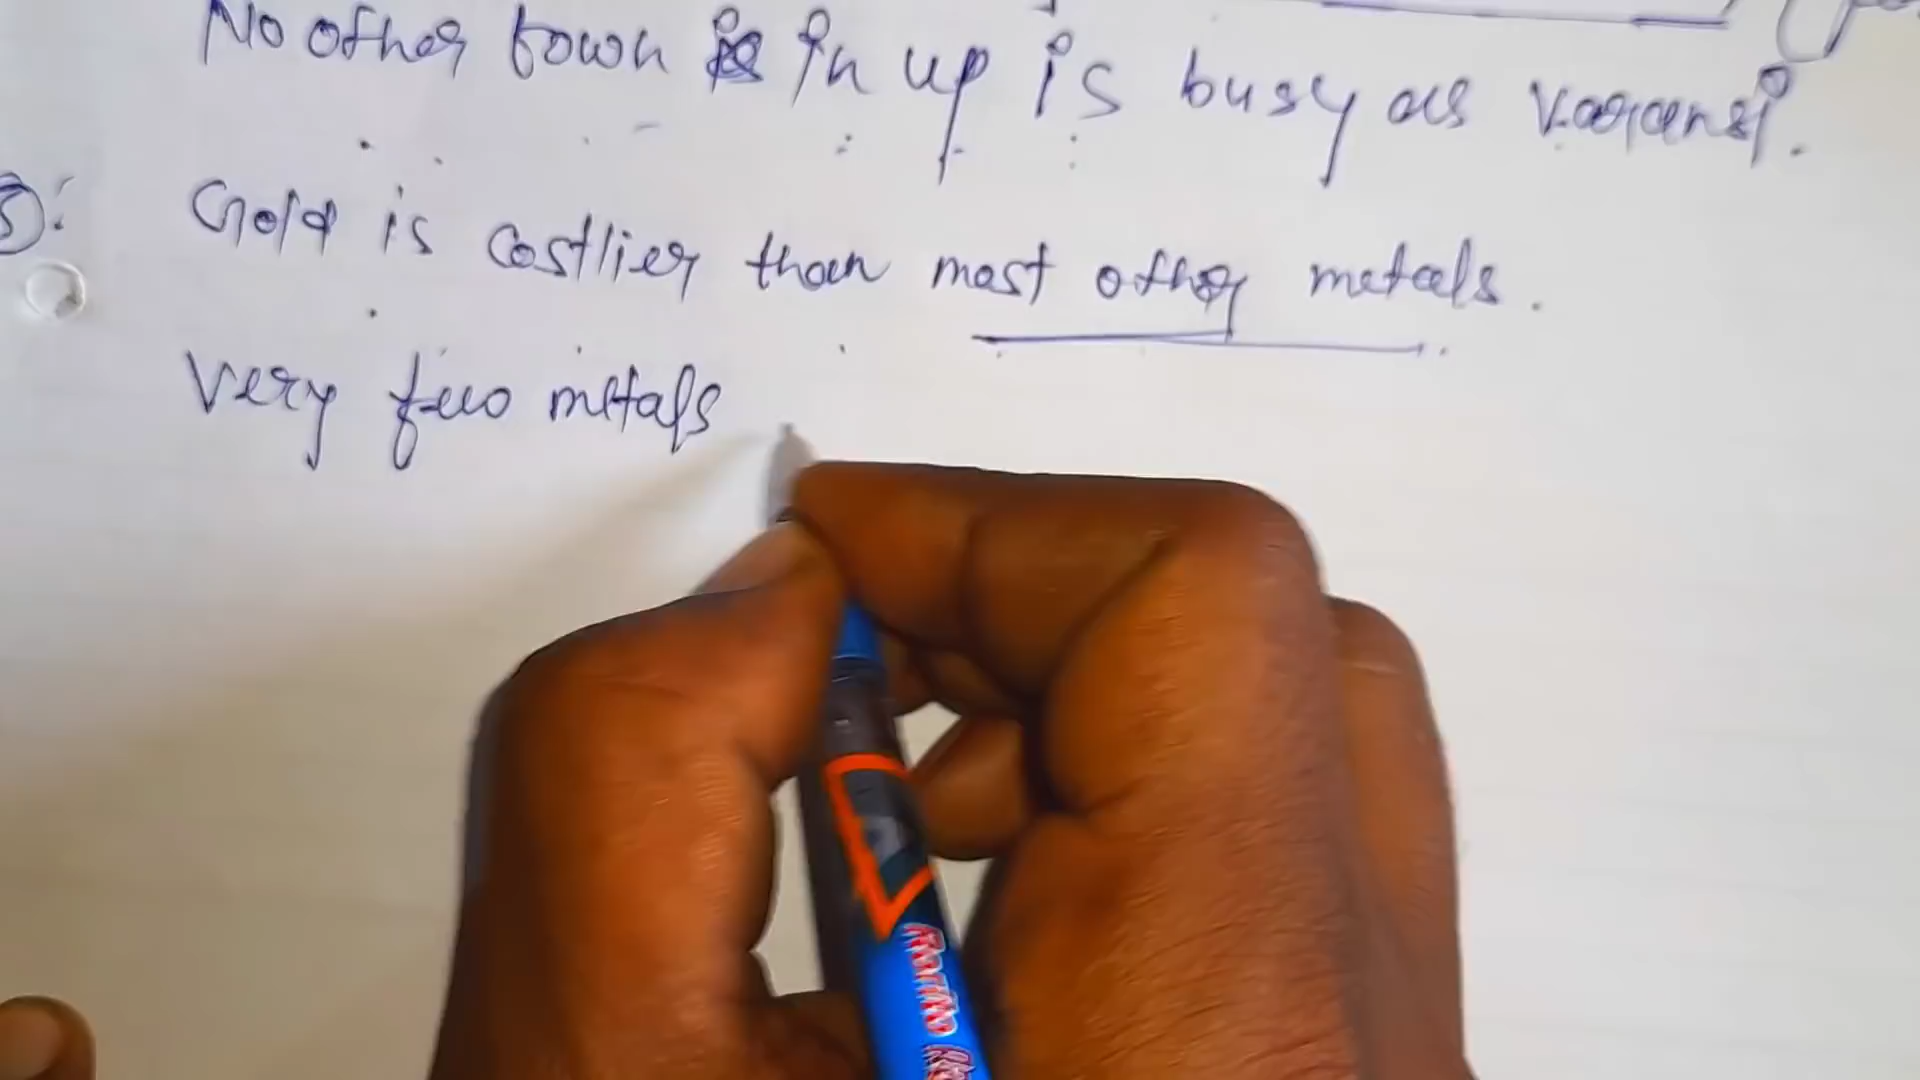 No other town in up is busy as varansi.
5): Gold is costlier than most other metals.
Very few metals